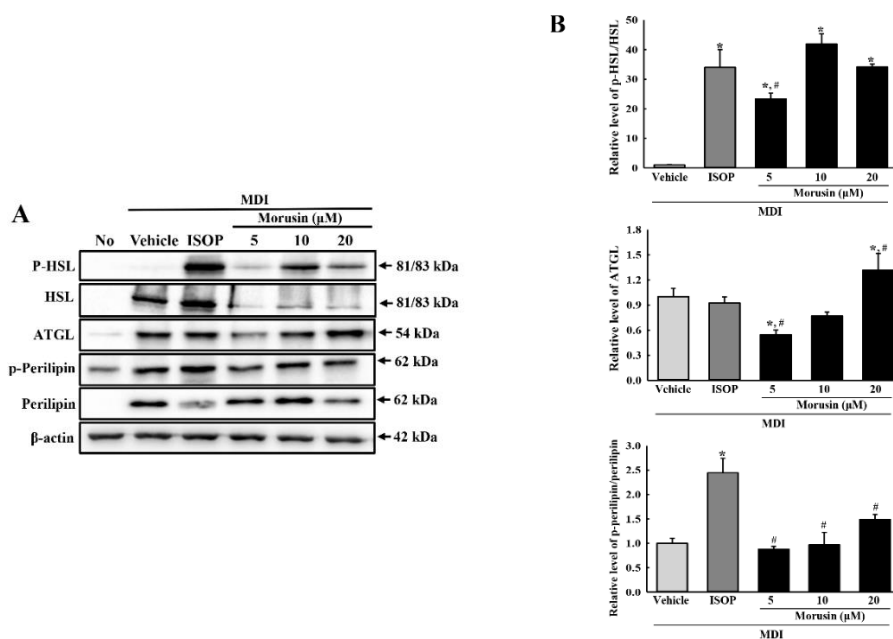 A
MDI
Morusin (μM)
No Vehicle ISOP 5 10 20
P-HSL 81/83 kDa
HSL 81/83 kDa
ATGL 54 kDa
p-Perilipin 62 kDa
Perilipin 62 kDa
β-actin 42 kDa
B
Relative level of p-HSL/HSL
50
40
30
20
10
0
* *,# * *
Vehicle ISOP 5 10 20
Morusin (μM)
MDI
Relative level of ATGL
1.8
1.5
1.2
0.9
0.6
0.3
0.0
*,# *,#
Vehicle ISOP 5 10 20
Morusin (μM)
MDI
Relative level of p-perilipin/perilipin
3.0
2.5
2.0
1.5
1.0
0.5
0.0
* # # #
Vehicle ISOP 5 10 20
Morusin (μM)
MDI